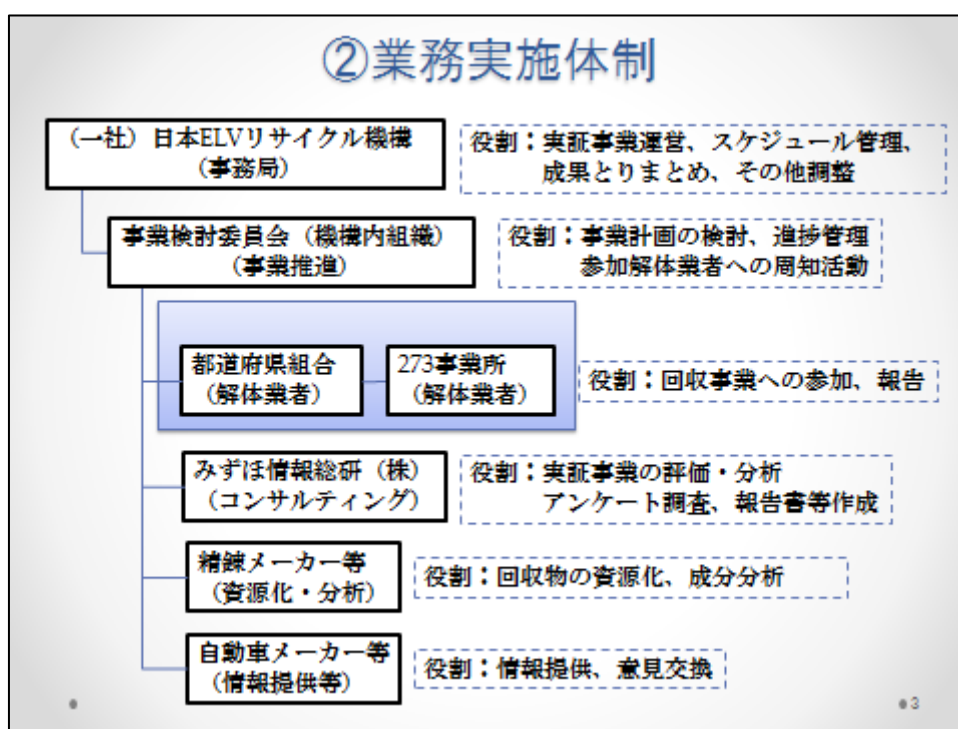 ②業務実施体制
(一社)日本ELVリサイクル機構
(事務局)
役割：実証事業運営、スケジュール管理、
成果とりまとめ、その他調整
事業検討委員会(機構内組織)
(事業推進)
役割：事業計画の検討、進捗管理
参加解体業者への周知活動
都道府県組合
(解体業者)
273事業所
(解体業者)
役割：回収事業への参加、報告
みずほ情報総研(株)
(コンサルティング)
役割：実証事業の評価・分析
アンケート調査、報告書等作成
精錬メーカー等
(資源化・分析)
役割：回収物の資源化、成分分析
自動車メーカー等
(情報提供等)
役割：情報提供、意見交換
3